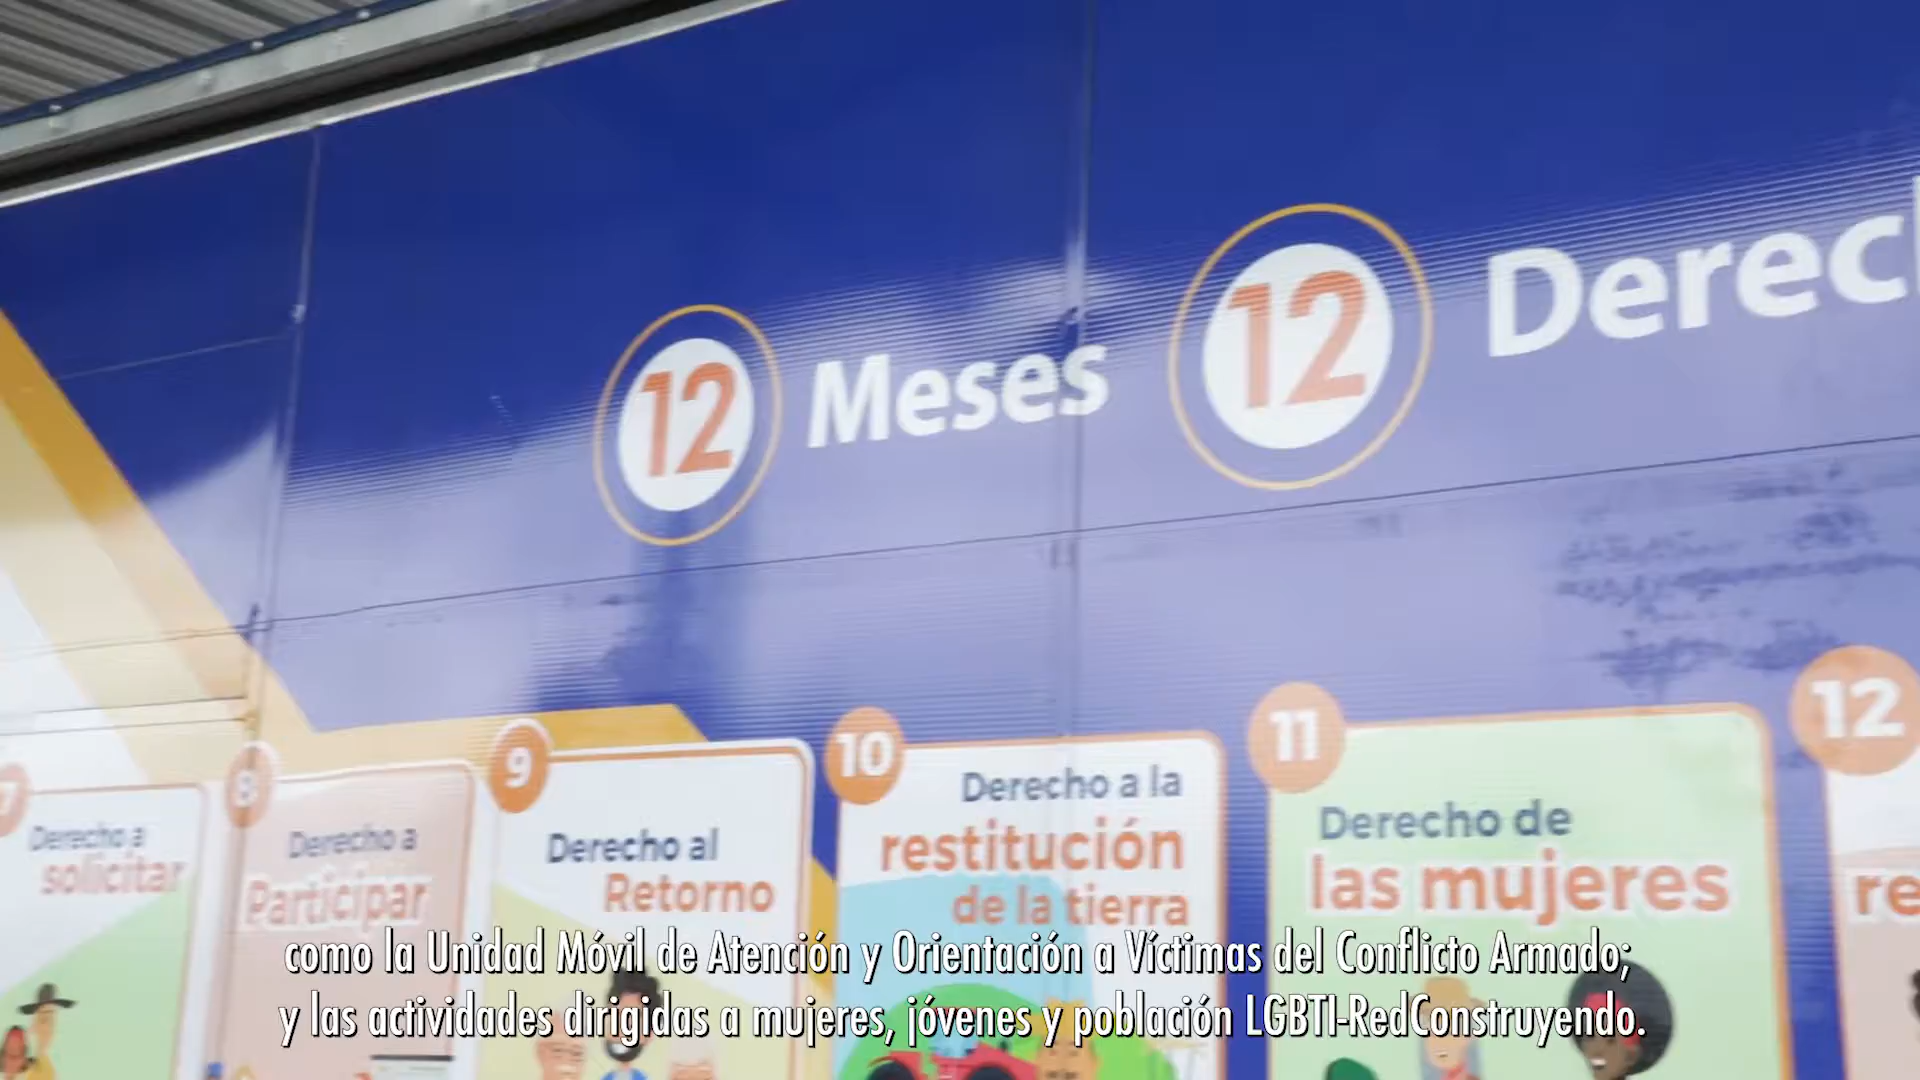 12 Meses 12 Derech
7
Derecho a
solicitar
8
Derecho a
Participar
9
Derecho al
Retorno
10
Derecho a la
restitución
de la tierra
11
Derecho de
las mujeres
12
re
como la Unidad Móvil de Atención y Orientación a Víctimas del Conflicto Armado;
y las actividades dirigidas a mujeres, jóvenes y población LGBTI-RedConstruyendo.